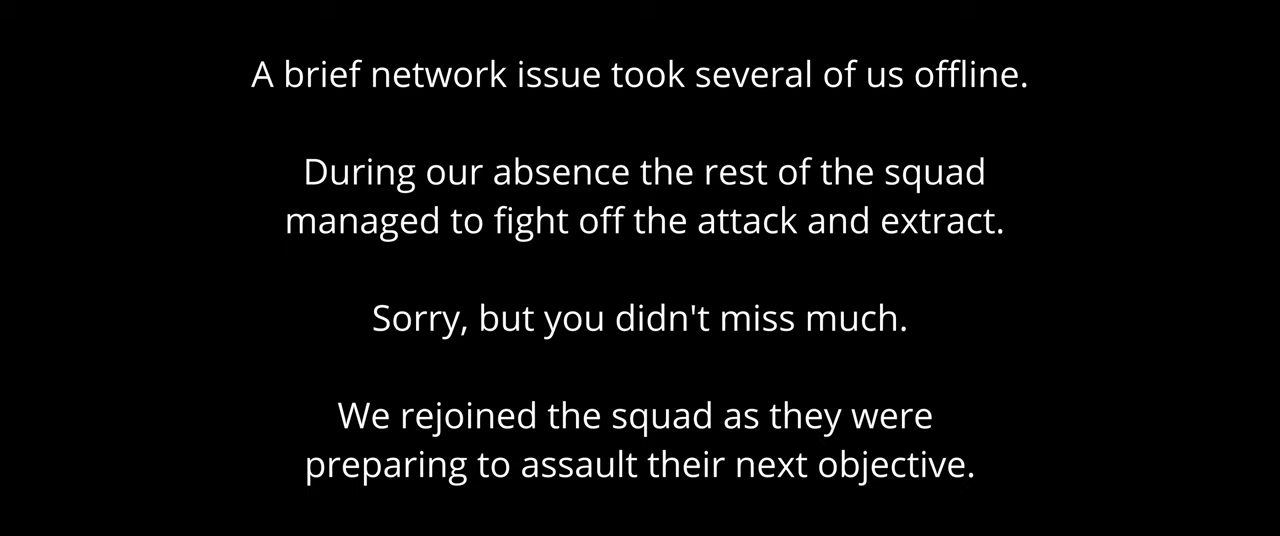 A brief network issue took several of us offline.
During our absence the rest of the squad
managed to fight off the attack and extract.
Sorry, but you didn't miss much.
We rejoined the squad as they were
preparing to assault their next objective.